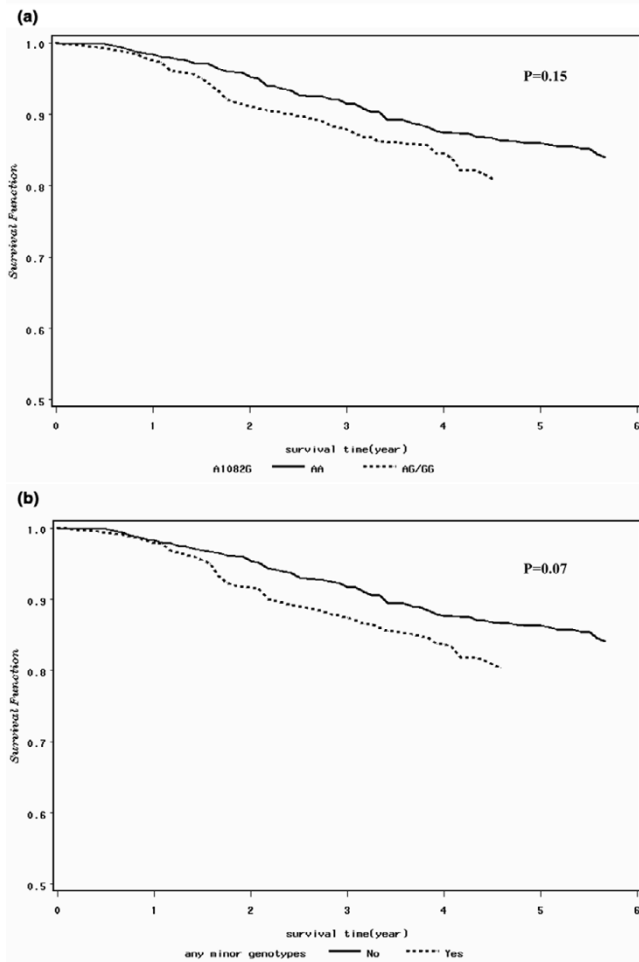 (a)
1.0
P=0.15
0.9
0.8
0.7
0.6
0.5
Survival Function
0 1 2 3 4 5 6
survival time(year)
A1082G AA AG/GG
(b)
1.0
P=0.07
0.9
0.8
0.7
0.6
0.5
Survival Function
0 1 2 3 4 5 6
survival time(year)
any minor genotypes No Yes